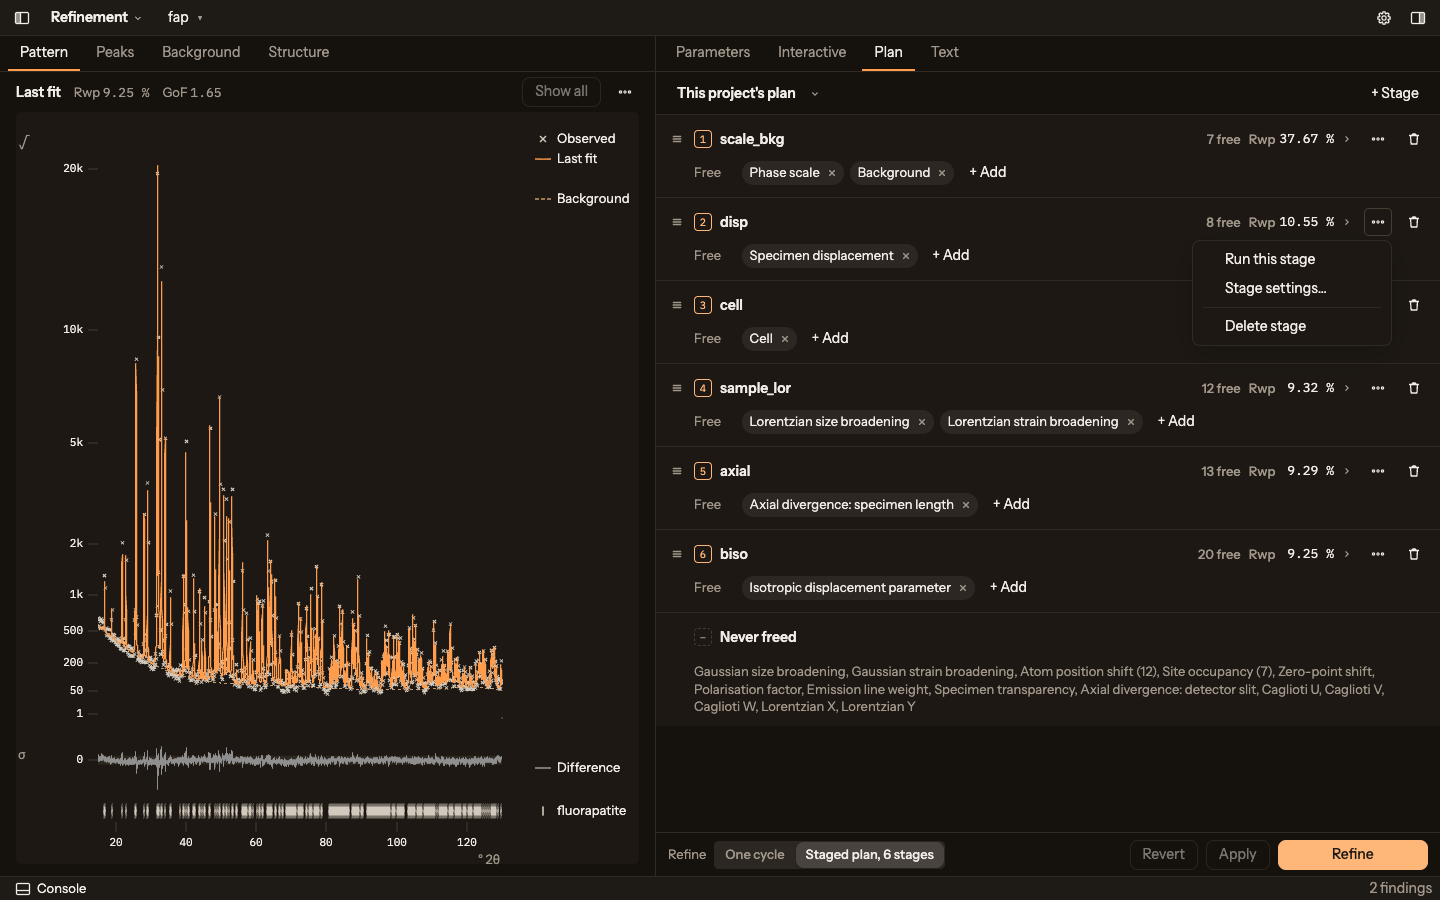 Refinement
fap
Pattern Peaks Background Structure
Parameters Interactive Plan Text
Last fit Rwp 9.25 % GoF 1.65
Show all
This project's plan
+ Stage
√
Observed
Last fit
Background
20k
10k
5k
2k
1k
500
200
50
1
σ
0
Difference
fluorapatite
20 40 60 80 100 120
°2θ
1 scale_bkg 7 free Rwp 37.67 %
Free Phase scale × Background × + Add
2 disp 8 free Rwp 10.55 %
Free Specimen displacement × + Add
Run this stage
Stage settings...
Delete stage
3 cell
Free Cell × + Add
4 sample_lor 12 free Rwp 9.32 %
Free Lorentzian size broadening × Lorentzian strain broadening × + Add
5 axial 13 free Rwp 9.29 %
Free Axial divergence: specimen length × + Add
6 biso 20 free Rwp 9.25 %
Free Isotropic displacement parameter × + Add
– Never freed
Gaussian size broadening, Gaussian strain broadening, Atom position shift (12), Site occupancy (7), Zero-point shift,
Polarisation factor, Emission line weight, Specimen transparency, Axial divergence: detector slit, Caglioti U, Caglioti V,
Caglioti W, Lorentzian X, Lorentzian Y
Refine One cycle Staged plan, 6 stages
Revert Apply Refine
Console
2 findings